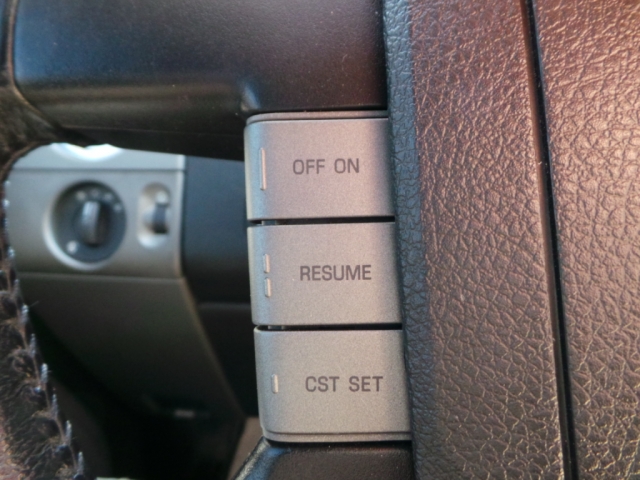 OFF ON
RESUME
CST SET